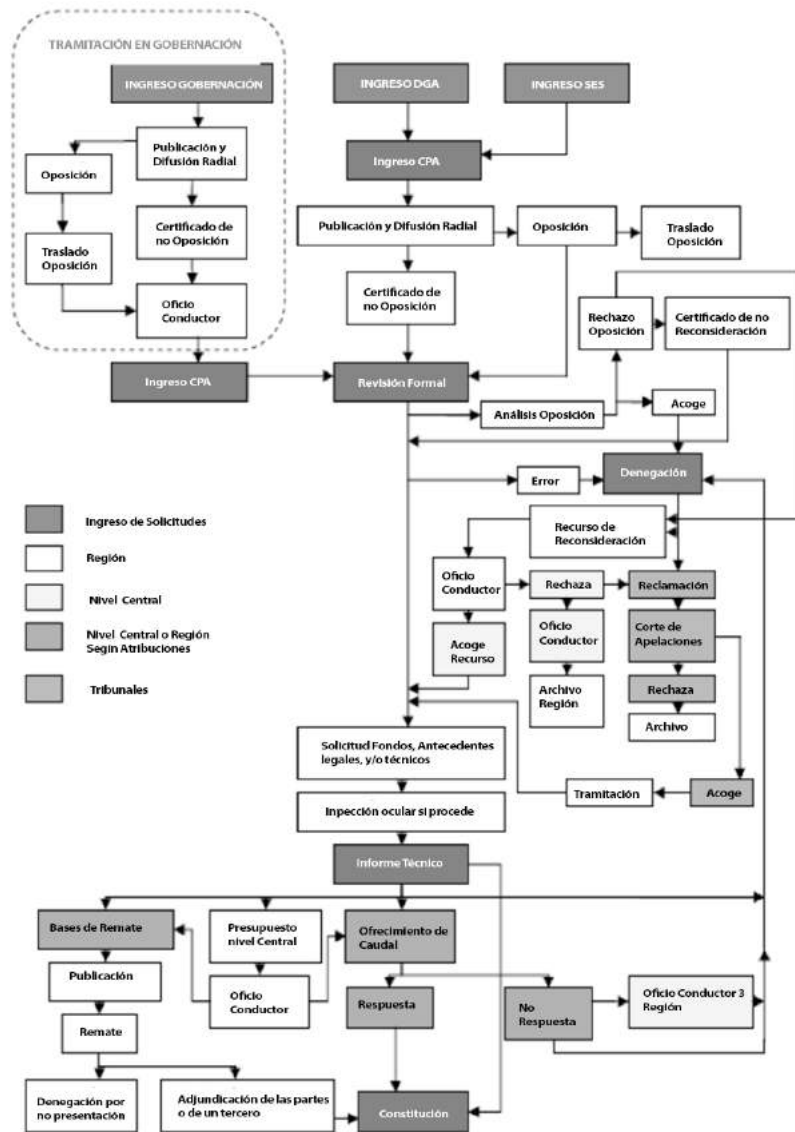 TRAMITACIÓN EN GOBERNACIÓN
INGRESO GOBERNACIÓN
INGRESO DGA
INGRESO SES
Publicación y
Difusión Radial
Oposición
Ingreso CPA
Certificado de
no Oposición
Traslado
Oposición
Publicación y Difusión Radial
Oposición
Traslado
Oposición
Oficio
Conductor
Certificado de
no Oposición
Rechazo
Oposición
Certificado de no
Reconsideración
Ingreso CPA
Revisión Formal
Análisis Oposición
Acoge
Denegación
Error
Ingreso de Solicitudes
Región
Nivel Central
Nivel Central o Región
Segín Atribuciones
Tribunales
Recurso de
Reconsideración
Oficio
Conductor
Rechaza
Reclamación
Acoge
Recurso
Oficio
Conductor
Corte de
Apelaciones
Archivo
Región
Rechaza
Archivo
Solicitud Fondos, Antecedentes
legales, y/o técnicos
Tramitación
Acoge
Inpección ocular si procede
Informe Técnico
Bases de Remate
Presupuesto
nivel Central
Ofrecimiento de
Caudal
Publicación
Oficio
Conductor
Respuesta
No
Respuesta
Oficio Conductor 3
Región
Remate
Denegación por
no presentación
Adjundicación de las partes
o de un tercero
Constitución